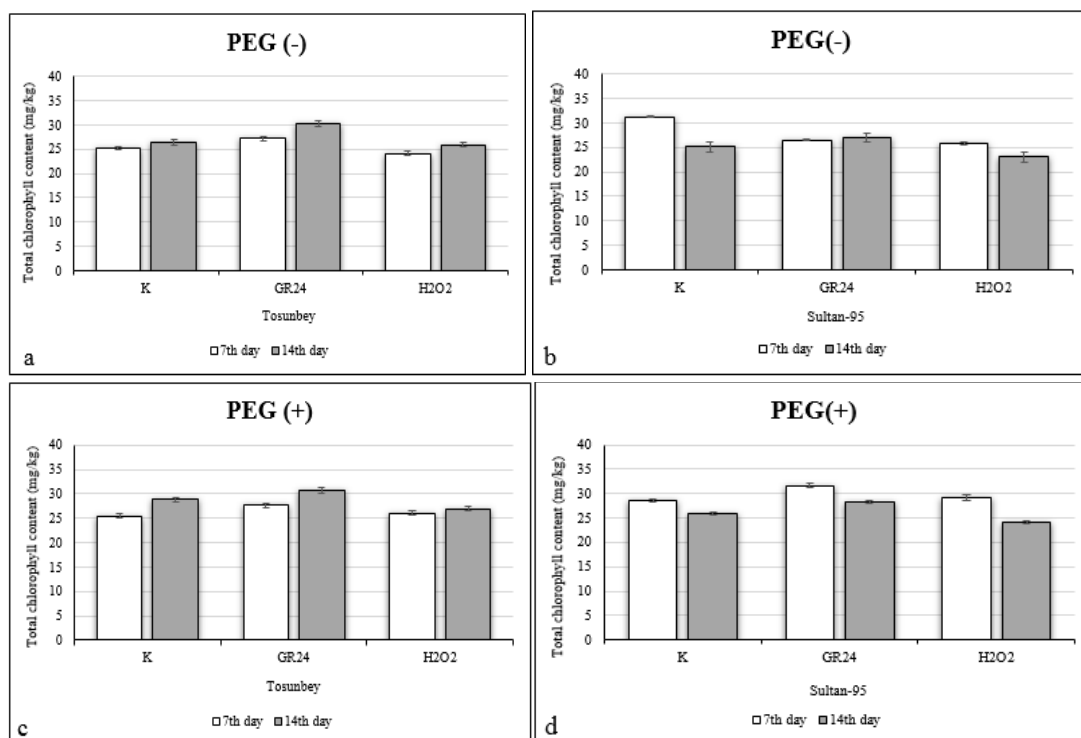 PEG (-)
Total chlorophyll content (mg/kg)
40
35
30
25
20
15
10
5
0
K GR24 H2O2
Tosunbey
7th day 14th day
a
PEG(-)
Total chlorophyll content (mg/kg)
40
35
30
25
20
15
10
5
0
K GR24 H2O2
Sultan-95
7th day 14th day
b
PEG (+)
Total chlorophyll content (mg/kg)
40
35
30
25
20
15
10
5
0
K GR24 H2O2
Tosunbey
7th day 14th day
c
PEG(+)
Total chlorophyll content (mg/kg)
40
35
30
25
20
15
10
5
0
K GR24 H2O2
Sultan-95
7th day 14th day
d